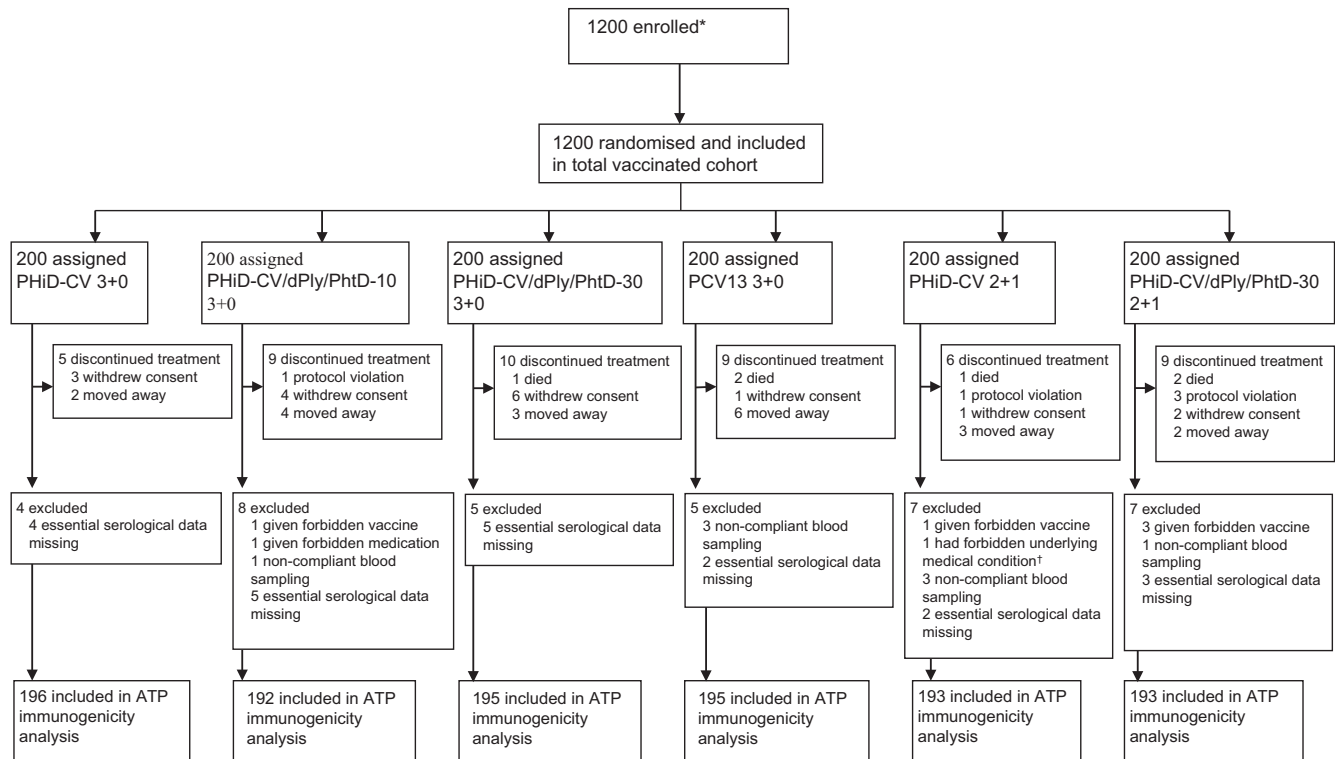 1200 enrolled*
1200 randomised and included
in total vaccinated cohort
200 assigned
PHiD-CV 3+0
200 assigned
PHiD-CV/dPly/PhtD-10
3+0
200 assigned
PHiD-CV/dPly/PhtD-30
3+0
200 assigned
PCV13 3+0
200 assigned
PHiD-CV 2+1
200 assigned
PHiD-CV/dPly/PhtD-30
2+1
5 discontinued treatment
3 withdrew consent
2 moved away
9 discontinued treatment
1 protocol violation
4 withdrew consent
4 moved away
10 discontinued treatment
1 died
6 withdrew consent
3 moved away
9 discontinued treatment
2 died
1 withdrew consent
6 moved away
6 discontinued treatment
1 died
1 protocol violation
1 withdrew consent
3 moved away
9 discontinued treatment
2 died
3 protocol violation
2 withdrew consent
2 moved away
4 excluded
4 essential serological data
missing
8 excluded
1 given forbidden vaccine
1 given forbidden medication
1 non-compliant blood
sampling
5 essential serological data
missing
5 excluded
5 essential serological data
missing
5 excluded
3 non-compliant blood
sampling
2 essential serological data
missing
7 excluded
1 given forbidden vaccine
1 had forbidden underlying
medical condition†
3 non-compliant blood
sampling
2 essential serological data
missing
7 excluded
3 given forbidden vaccine
1 non-compliant blood
sampling
3 essential serological data
missing
196 included in ATP
immunogenicity
analysis
192 included in ATP
immunogenicity
analysis
195 included in ATP
immunogenicity
analysis
195 included in ATP
immunogenicity
analysis
193 included in ATP
immunogenicity
analysis
193 included in ATP
immunogenicity
analysis